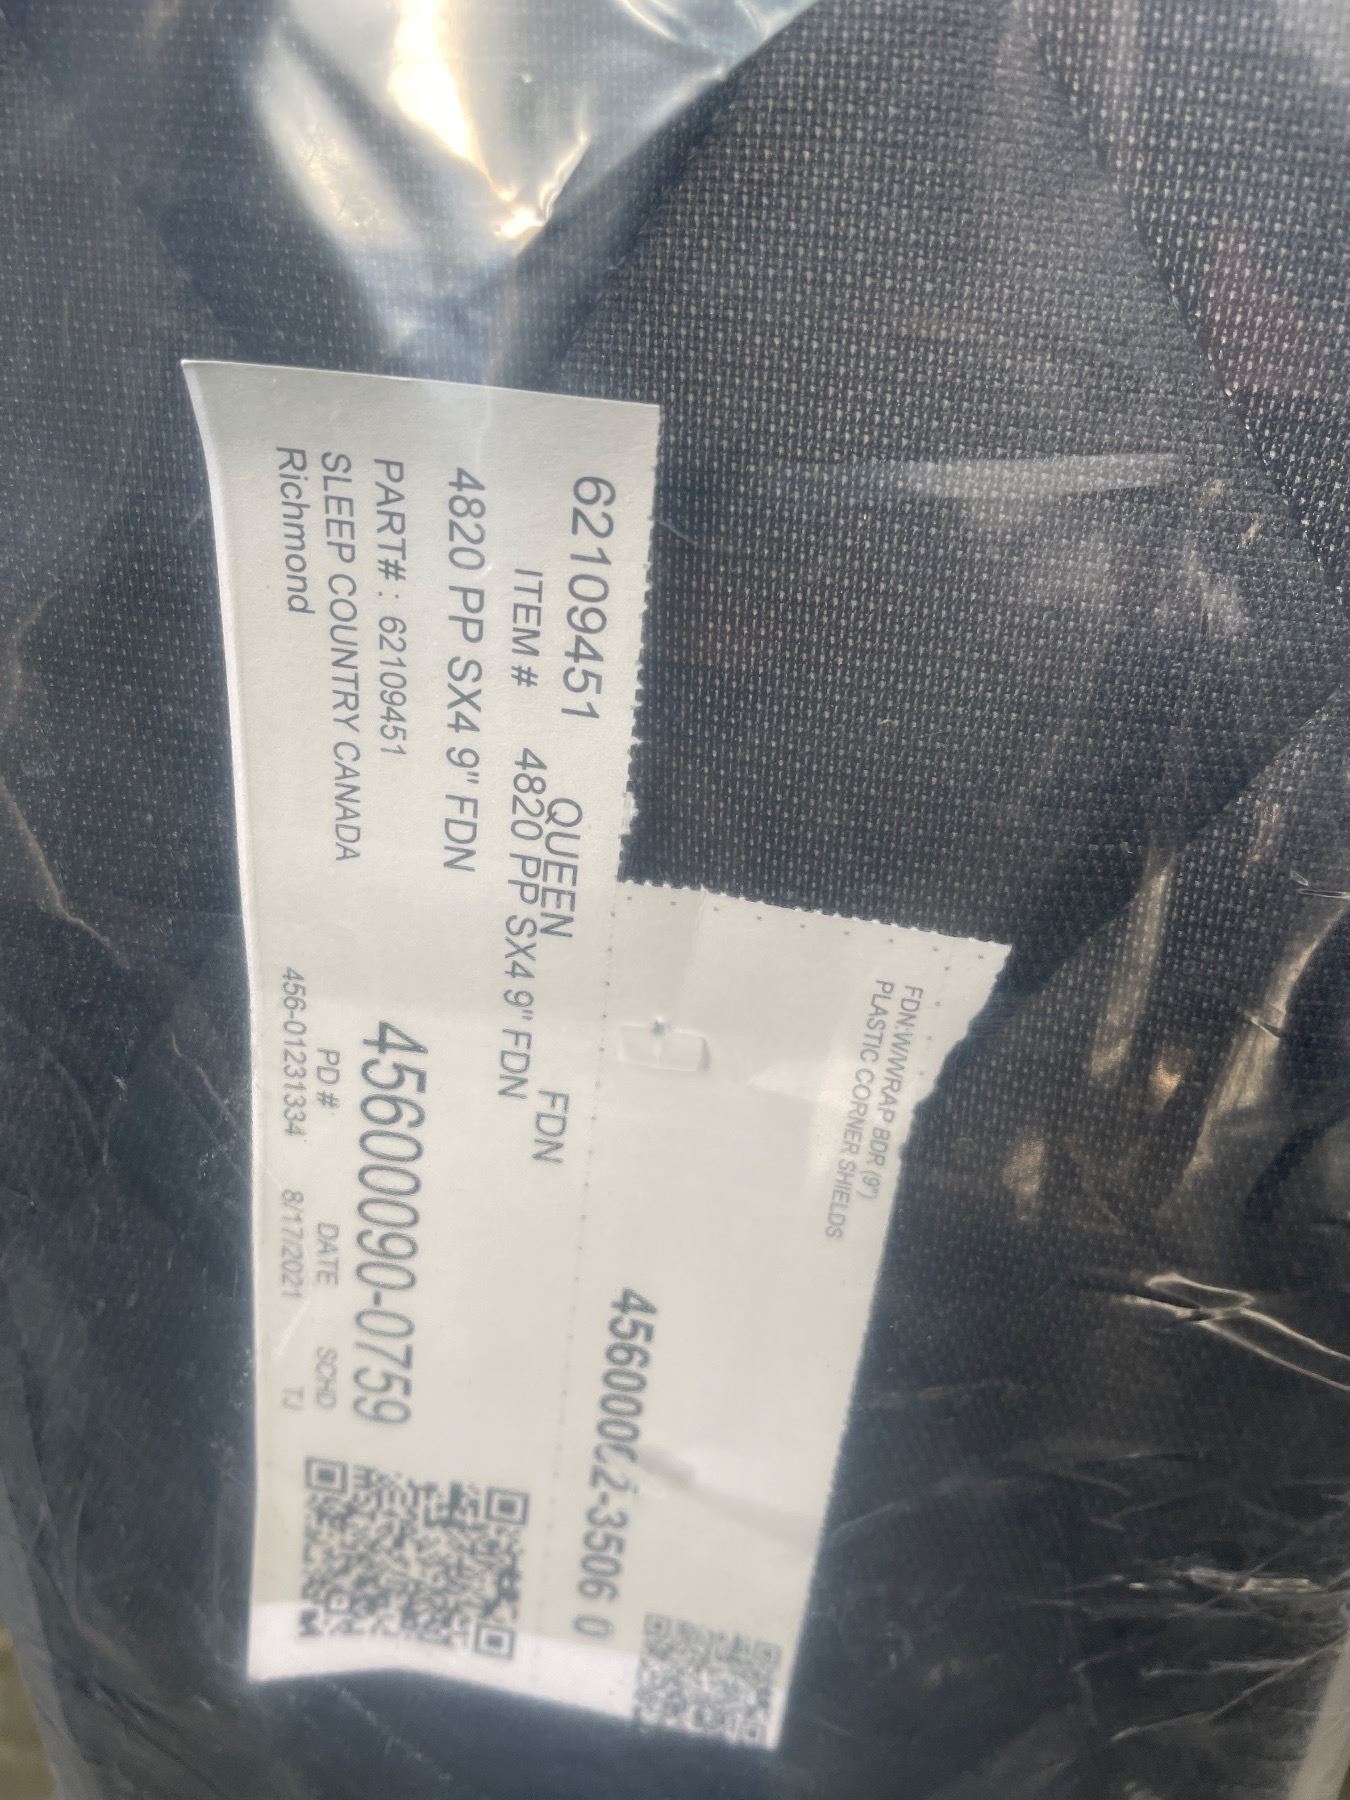 FDN:WWRAP BDR (9")
PLASTIC CORNER SHIELDS
62109451 QUEEN FDN
ITEM # 4820 PP SX4 9" FDN
4820 PP SX4 9" FDN
PART# : 62109451
SLEEP COUNTRY CANADA
Richmond
45600090-0759
PD # DATE SCHD
456-01231334 8/17/2021 TJ